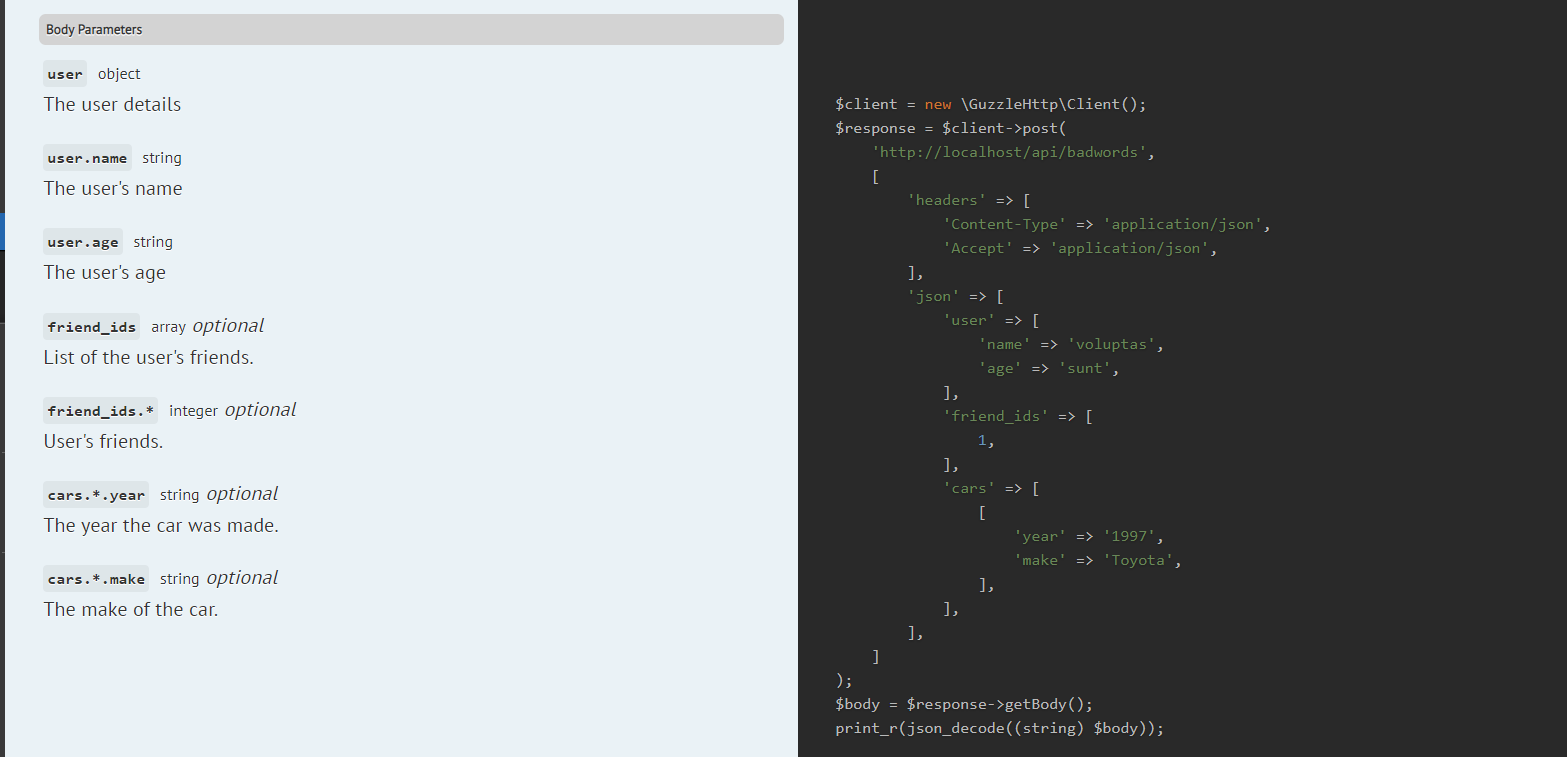 Body Parameters
user object
The user details
user.name string
The user's name
user.age string
The user's age
friend_ids array optional
List of the user's friends.
friend_ids.* integer optional
User's friends.
cars.*.year string optional
The year the car was made.
cars.*.make string optional
The make of the car.
$client = new \GuzzleHttp\Client();
$response = $client->post(
    'http://localhost/api/badwords',
    [
        'headers' => [
            'Content-Type' => 'application/json',
            'Accept' => 'application/json',
        ],
        'json' => [
            'user' => [
                'name' => 'voluptas',
                'age' => 'sunt',
            ],
            'friend_ids' => [
                1,
            ],
            'cars' => [
                [
                    'year' => '1997',
                    'make' => 'Toyota',
                ],
            ],
        ],
    ]
);
$body = $response->getBody();
print_r(json_decode((string) $body));